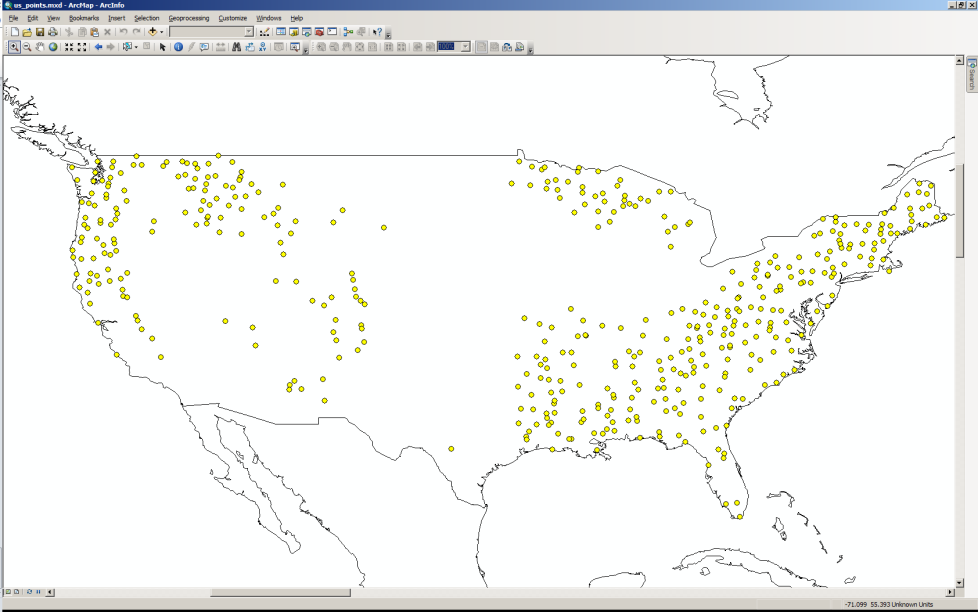 us_points.mxd - ArcMap - ArcInfo
File Edit View Bookmarks Insert Selection Geoprocessing Customize Windows Help
100%
Search
-71.099 55.393 Unknown Units